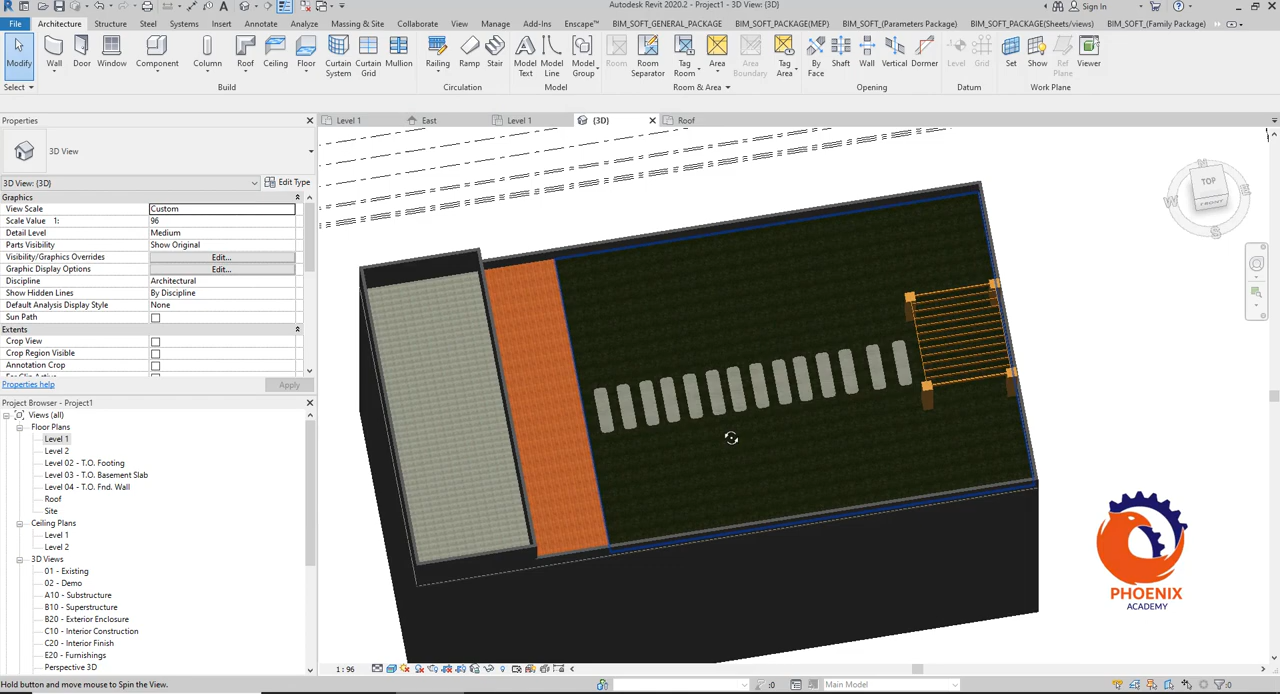 Autodesk Revit 2020.2 - Project1 - 3D View: {3D}
Sign In
File Architecture Structure Steel Systems Insert Annotate Analyze Massing & Site Collaborate View Manage Add-Ins Enscape™ BIM_SOFT_GENERAL_PACKAGE BIM_SOFT_PACKAGE(MEP) BIM_SOFT_(Parameters Package) BIM_SOFT_PACKAGE(Sheets/views) BIM_SOFT_(Family Package)
Modify Wall Door Window Component Column Roof Ceiling Floor Curtain System Curtain Grid Mullion Railing Ramp Stair Model Text Model Line Model Group Room Room Separator Tag Room Area Area Boundary Tag Area By Face Shaft Wall Vertical Dormer Level Grid Set Show Ref Plane Viewer
Select Build Circulation Model Room & Area Opening Datum Work Plane
Properties
Level 1 East Level 1 {3D} Roof
3D View
3D View: {3D} Edit Type
Graphics
View Scale Custom
Scale Value 1: 96
Detail Level Medium
Parts Visibility Show Original
Visibility/Graphics Overrides Edit...
Graphic Display Options Edit...
Discipline Architectural
Show Hidden Lines By Discipline
Default Analysis Display Style None
Sun Path
Extents
Crop View
Crop Region Visible
Annotation Crop
Properties help Apply
Project Browser - Project1
Views (all)
Floor Plans
Level 1
Level 2
Level 02 - T.O. Footing
Level 03 - T.O. Basement Slab
Level 04 - T.O. Fnd. Wall
Roof
Site
Ceiling Plans
Level 1
Level 2
3D Views
01 - Existing
02 - Demo
A10 - Substructure
B10 - Superstructure
B20 - Exterior Enclosure
C10 - Interior Construction
C20 - Interior Finish
E20 - Furnishings
Perspective 3D
TOP
FRONT
W
S
PHOENIX
ACADEMY
1 : 96
Hold button and move mouse to Spin the View.
:0 Main Model :0